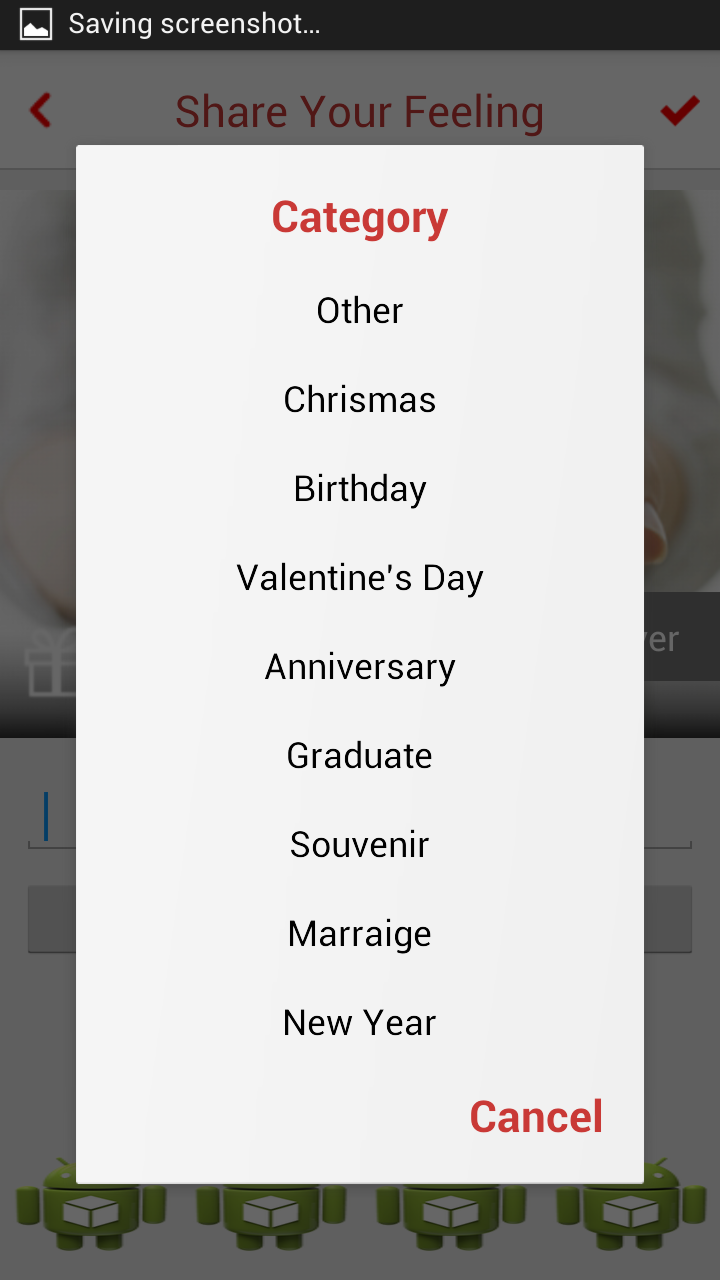 Saving screenshot...
Share Your Feeling
Category
Other
Chrismas
Birthday
Valentine's Day
Anniversary
Graduate
Souvenir
Marraige
New Year
Cancel